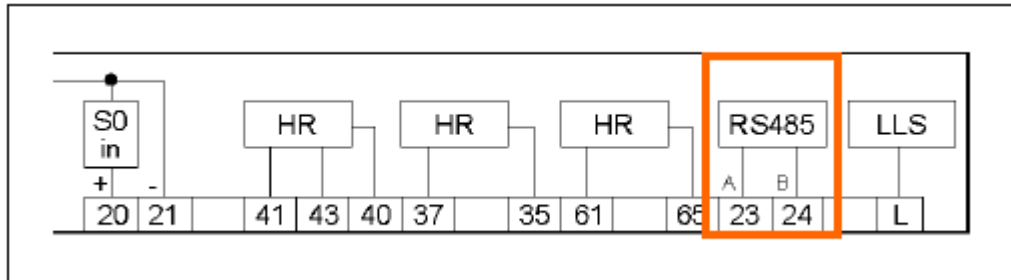 S0 HR HR HR RS485 LLS
in
+ - A B
20 21 41 43 40 37 35 61 65 23 24 L